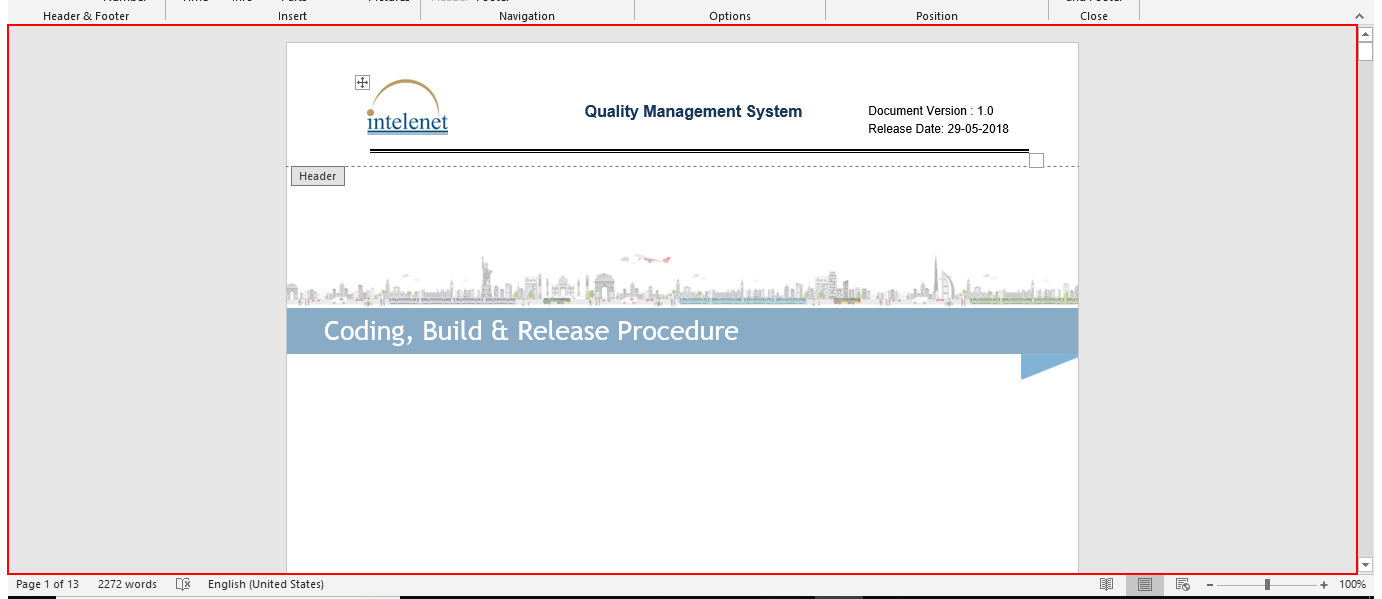 Header & Footer
Insert
Navigation
Options
Position
Close
intelenet
Quality Management System
Document Version : 1.0
Release Date: 29-05-2018
Header
Coding, Build & Release Procedure
Page 1 of 13 2272 words English (United States) 100%